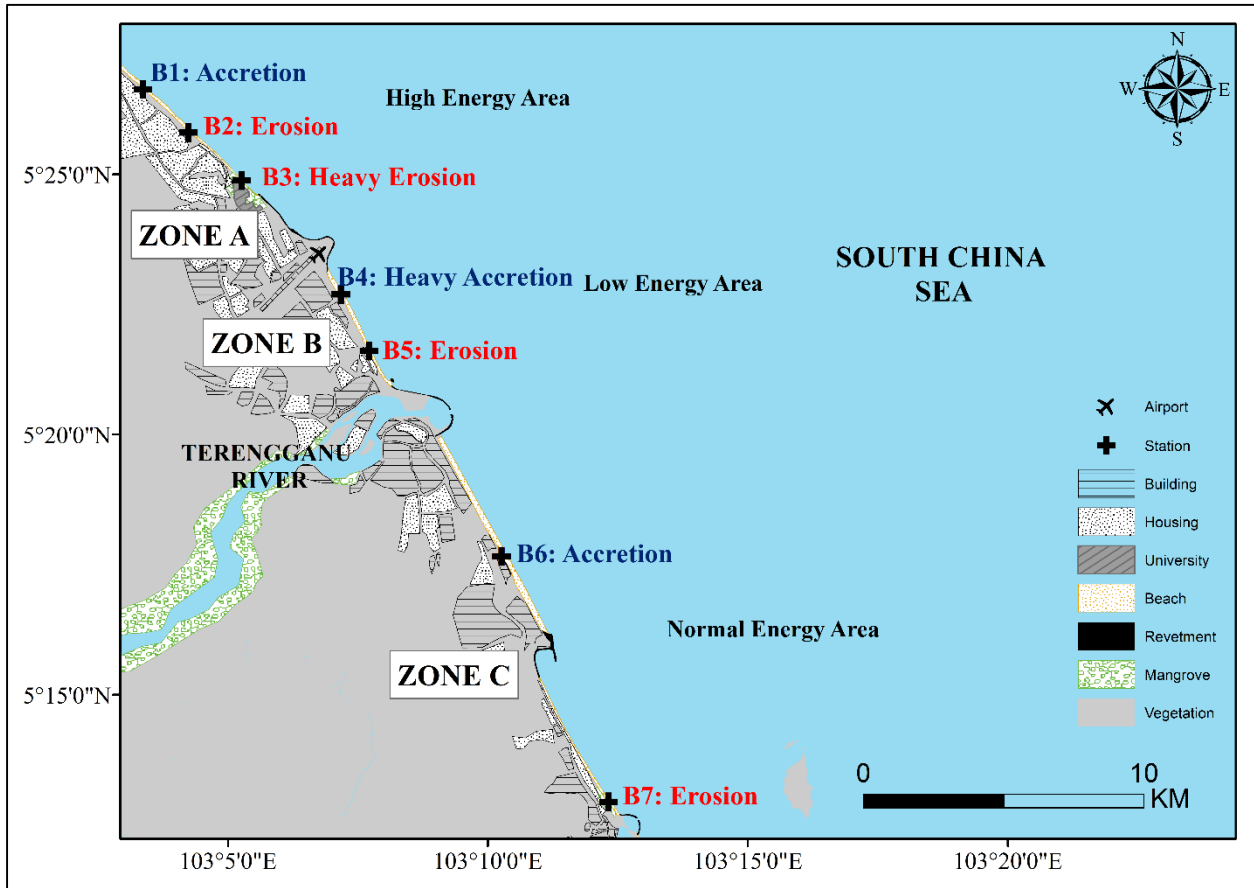 N
W
E
S
B1: Accretion
High Energy Area
B2: Erosion
5°25'0"N
B3: Heavy Erosion
ZONE A
SOUTH CHINA
SEA
B4: Heavy Accretion
Low Energy Area
ZONE B
B5: Erosion
5°20'0"N
TERENGGANU
RIVER
B6: Accretion
Normal Energy Area
ZONE C
5°15'0"N
B7: Erosion
Airport
Station
Building
Housing
University
Beach
Revetment
Mangrove
Vegetation
0
10
KM
103°5'0"E
103°10'0"E
103°15'0"E
103°20'0"E